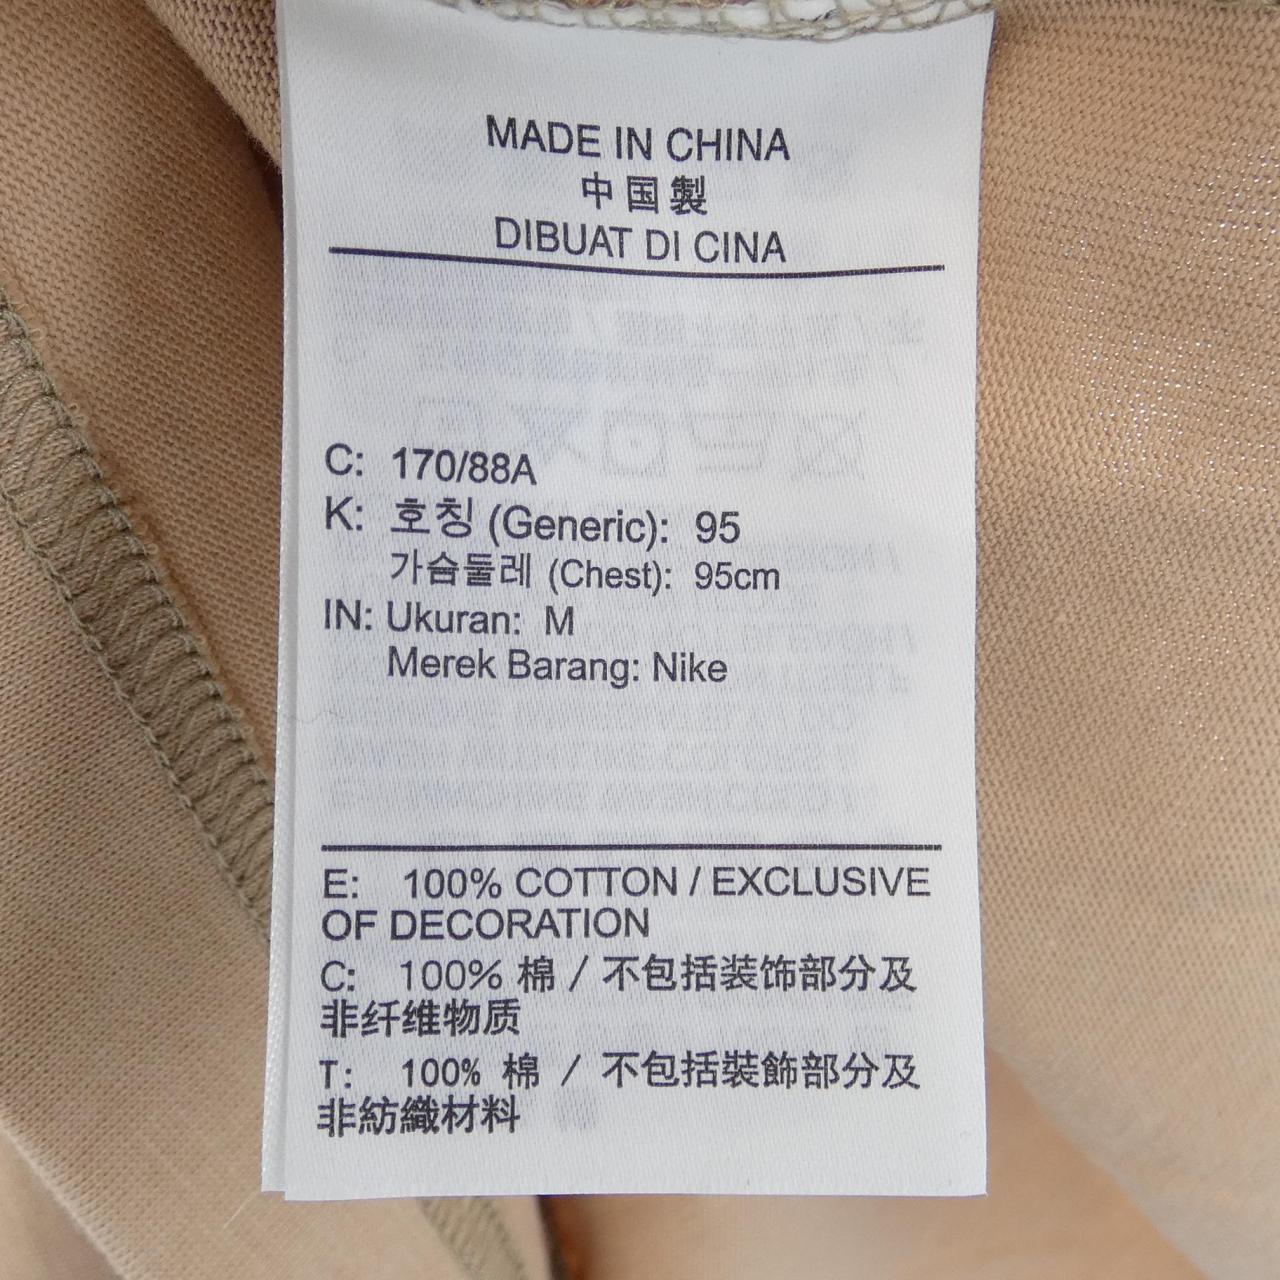 MADE IN CHINA
中国製
DIBUAT DI CINA
C: 170/88A
K: 호칭 (Generic): 95
가슴둘레 (Chest): 95cm
IN: Ukuran: M
Merek Barang: Nike
E: 100% COTTON / EXCLUSIVE
OF DECORATION
C: 100% 棉 / 不包括装饰部分及
非纤维物质
T: 100% 棉 / 不包括裝飾部分及
非紡織材料